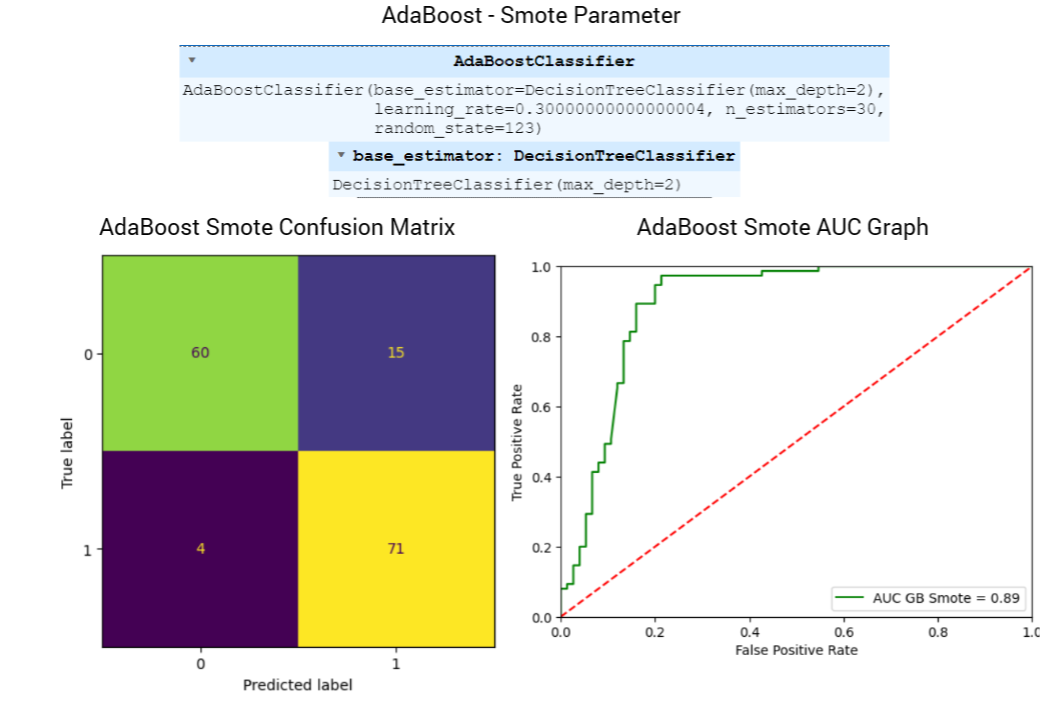 AdaBoost - Smote Parameter
AdaBoostClassifier
AdaBoostClassifier(base_estimator=DecisionTreeClassifier(max_depth=2),
learning_rate=0.30000000000000004, n_estimators=30,
random_state=123)
base_estimator: DecisionTreeClassifier
DecisionTreeClassifier(max_depth=2)
AdaBoost Smote Confusion Matrix
True label
0
1
60
15
4
71
0
1
Predicted label
AdaBoost Smote AUC Graph
True Positive Rate
1.0
0.8
0.6
0.4
0.2
0.0
AUC GB Smote = 0.89
0.0
0.2
0.4
0.6
0.8
1.0
False Positive Rate